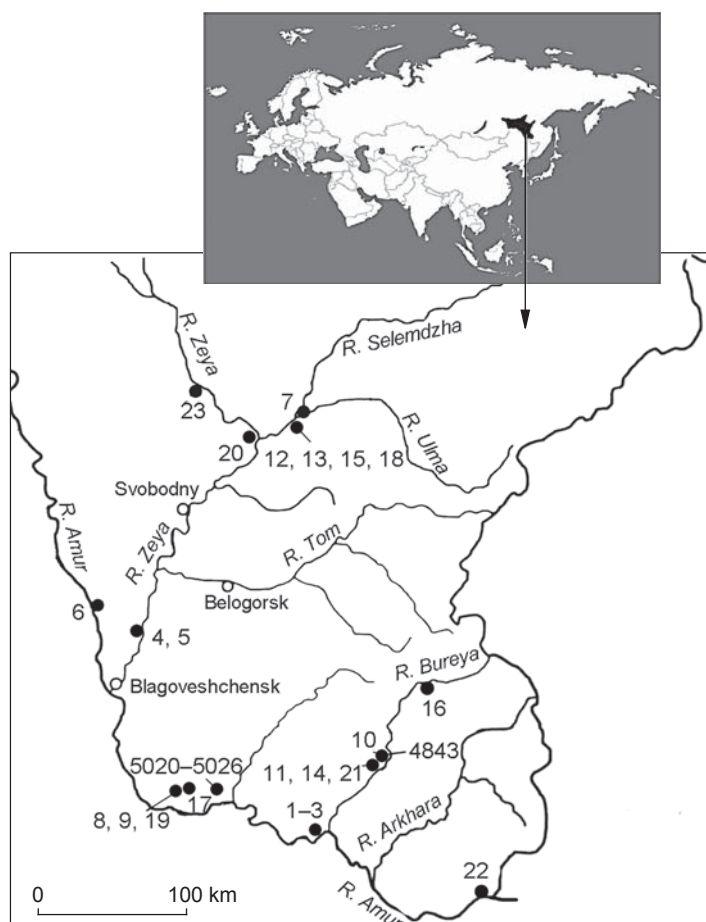 R. Zeya
R. Selemdzha
23
7
R. Ulma
20
12, 13, 15, 18
Svobodny
R. Amur
R. Zeya
R. Tom
Belogorsk
6
4, 5
R. Bureya
Blagoveshchensk
16
10
4843
5020–5026
11, 14, 21
17
8, 9, 19
1–3
R. Arkhara
22
R. Amur
0 100 km